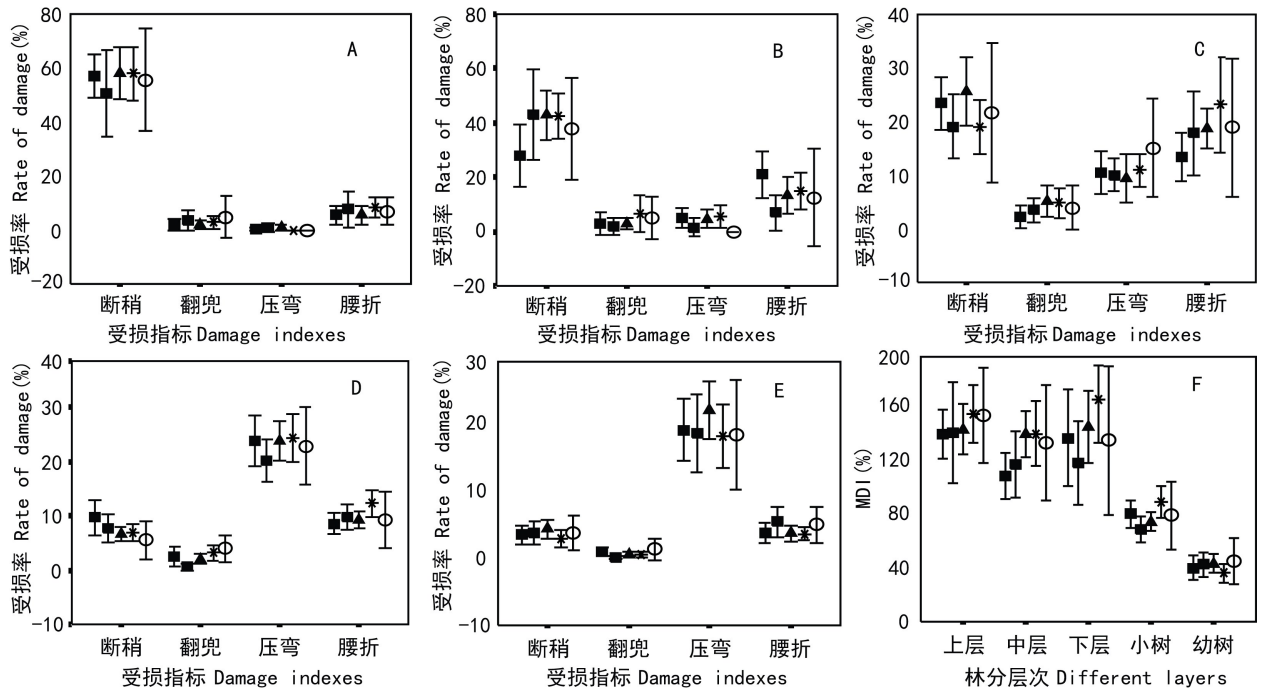 80
60
40
20
0
-20
受损率 Rate of damage(%)
A
断稍 翻兜 压弯 腰折
受损指标 Damage indexes
80
60
40
20
0
-20
受损率 Rate of damage(%)
B
断稍 翻兜 压弯 腰折
受损指标 Damage indexes
40
30
20
10
0
-10
受损率 Rate of damage(%)
C
断稍 翻兜 压弯 腰折
受损指标 Damage indexes
40
30
20
10
0
-10
受损率 Rate of damage(%)
D
断稍 翻兜 压弯 腰折
受损指标 Damage indexes
30
20
10
0
-10
受损率 Rate of damage(%)
E
断稍 翻兜 压弯 腰折
受损指标 Damage indexes
200
160
120
80
40
0
MDI(%)
F
上层 中层 下层 小树 幼树
林分层次 Different layers